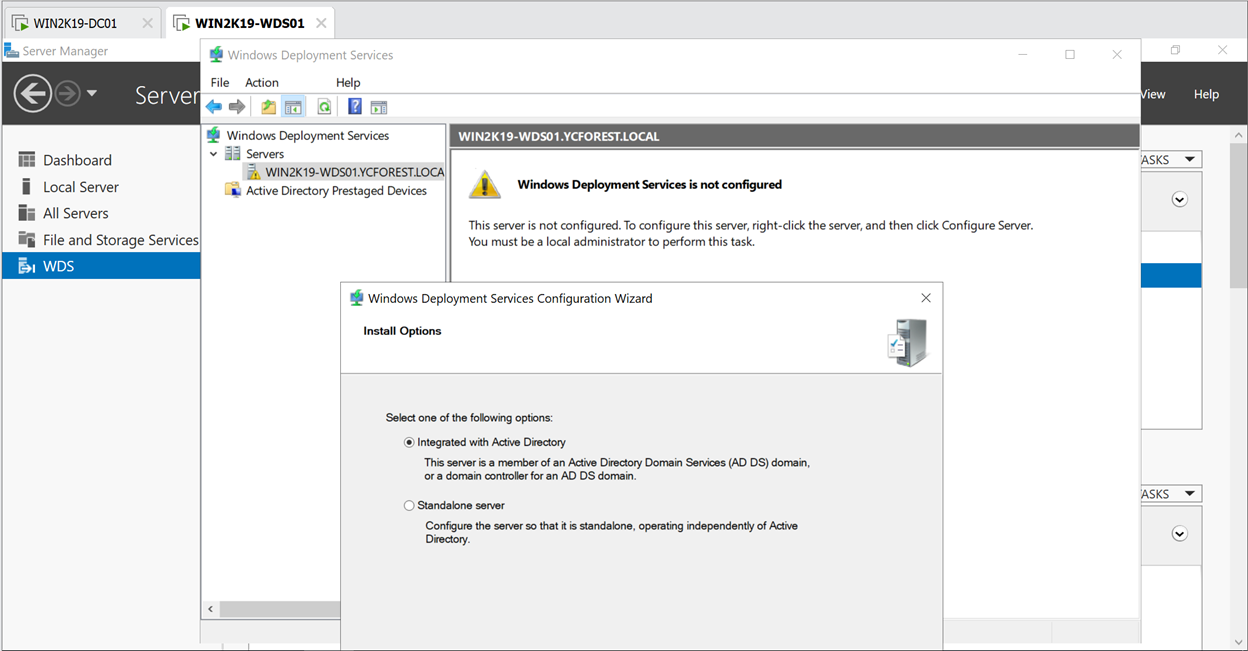 WIN2K19-DC01
WIN2K19-WDS01
Server Manager
Server
View
Help
Dashboard
Local Server
All Servers
File and Storage Services
WDS
Windows Deployment Services
File Action Help
Windows Deployment Services
Servers
WIN2K19-WDS01.YCFOREST.LOCA
Active Directory Prestaged Devices
WIN2K19-WDS01.YCFOREST.LOCAL
Windows Deployment Services is not configured
This server is not configured. To configure this server, right-click the server, and then click Configure Server.
You must be a local administrator to perform this task.
Windows Deployment Services Configuration Wizard
Install Options
Select one of the following options:
Integrated with Active Directory
This server is a member of an Active Directory Domain Services (AD DS) domain,
or a domain controller for an AD DS domain.
Standalone server
Configure the server so that it is standalone, operating independently of Active
Directory.
ASKS
ASKS